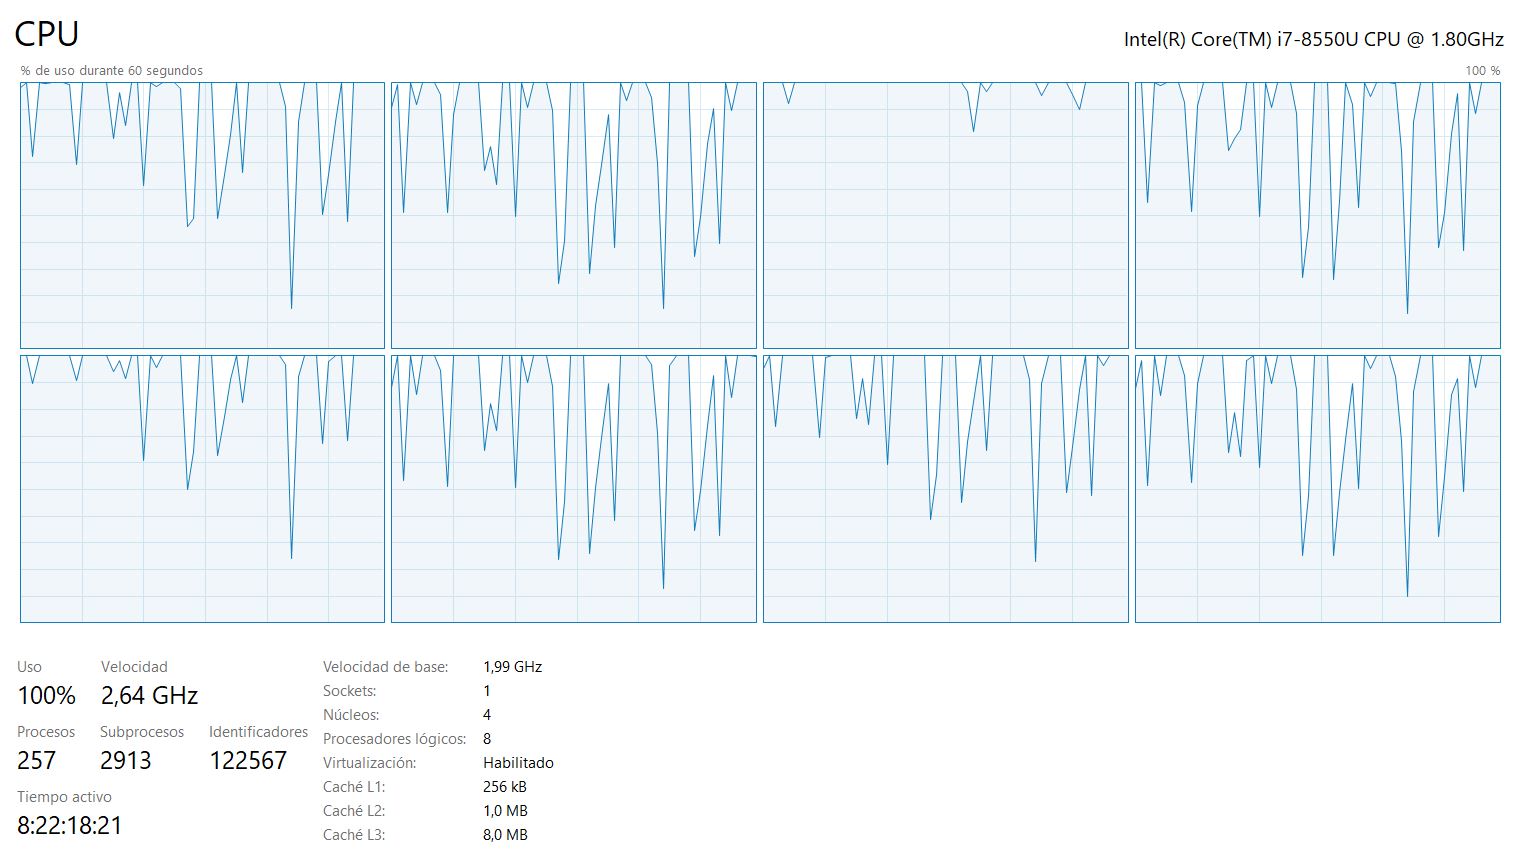 CPU
Intel(R) Core(TM) i7-8550U CPU @ 1.80GHz
% de uso durante 60 segundos
100 %
Uso
Velocidad
100%
2,64 GHz
Procesos
Subprocesos
Identificadores
257
2913
122567
Tiempo activo
8:22:18:21
Velocidad de base: 1,99 GHz
Sockets: 1
Núcleos: 4
Procesadores lógicos: 8
Virtualización: Habilitado
Caché L1: 256 kB
Caché L2: 1,0 MB
Caché L3: 8,0 MB